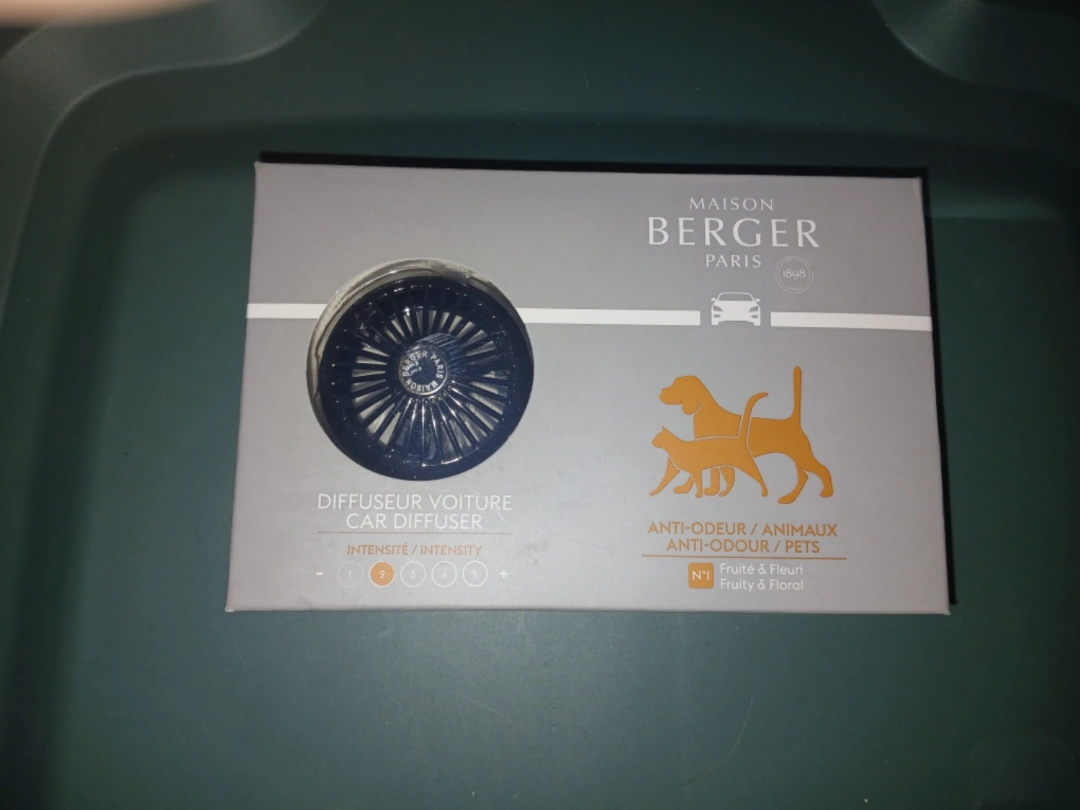 MAISON
BERGER
PARIS
1898
BERGER PARIS MAISON
DIFFUSEUR VOITURE
CAR DIFFUSER
INTENSITÉ / INTENSITY
- 1 2 3 4 5 +
ANTI-ODEUR / ANIMAUX
ANTI-ODOUR / PETS
N°1 Fruité & Fleuri
Fruity & Floral